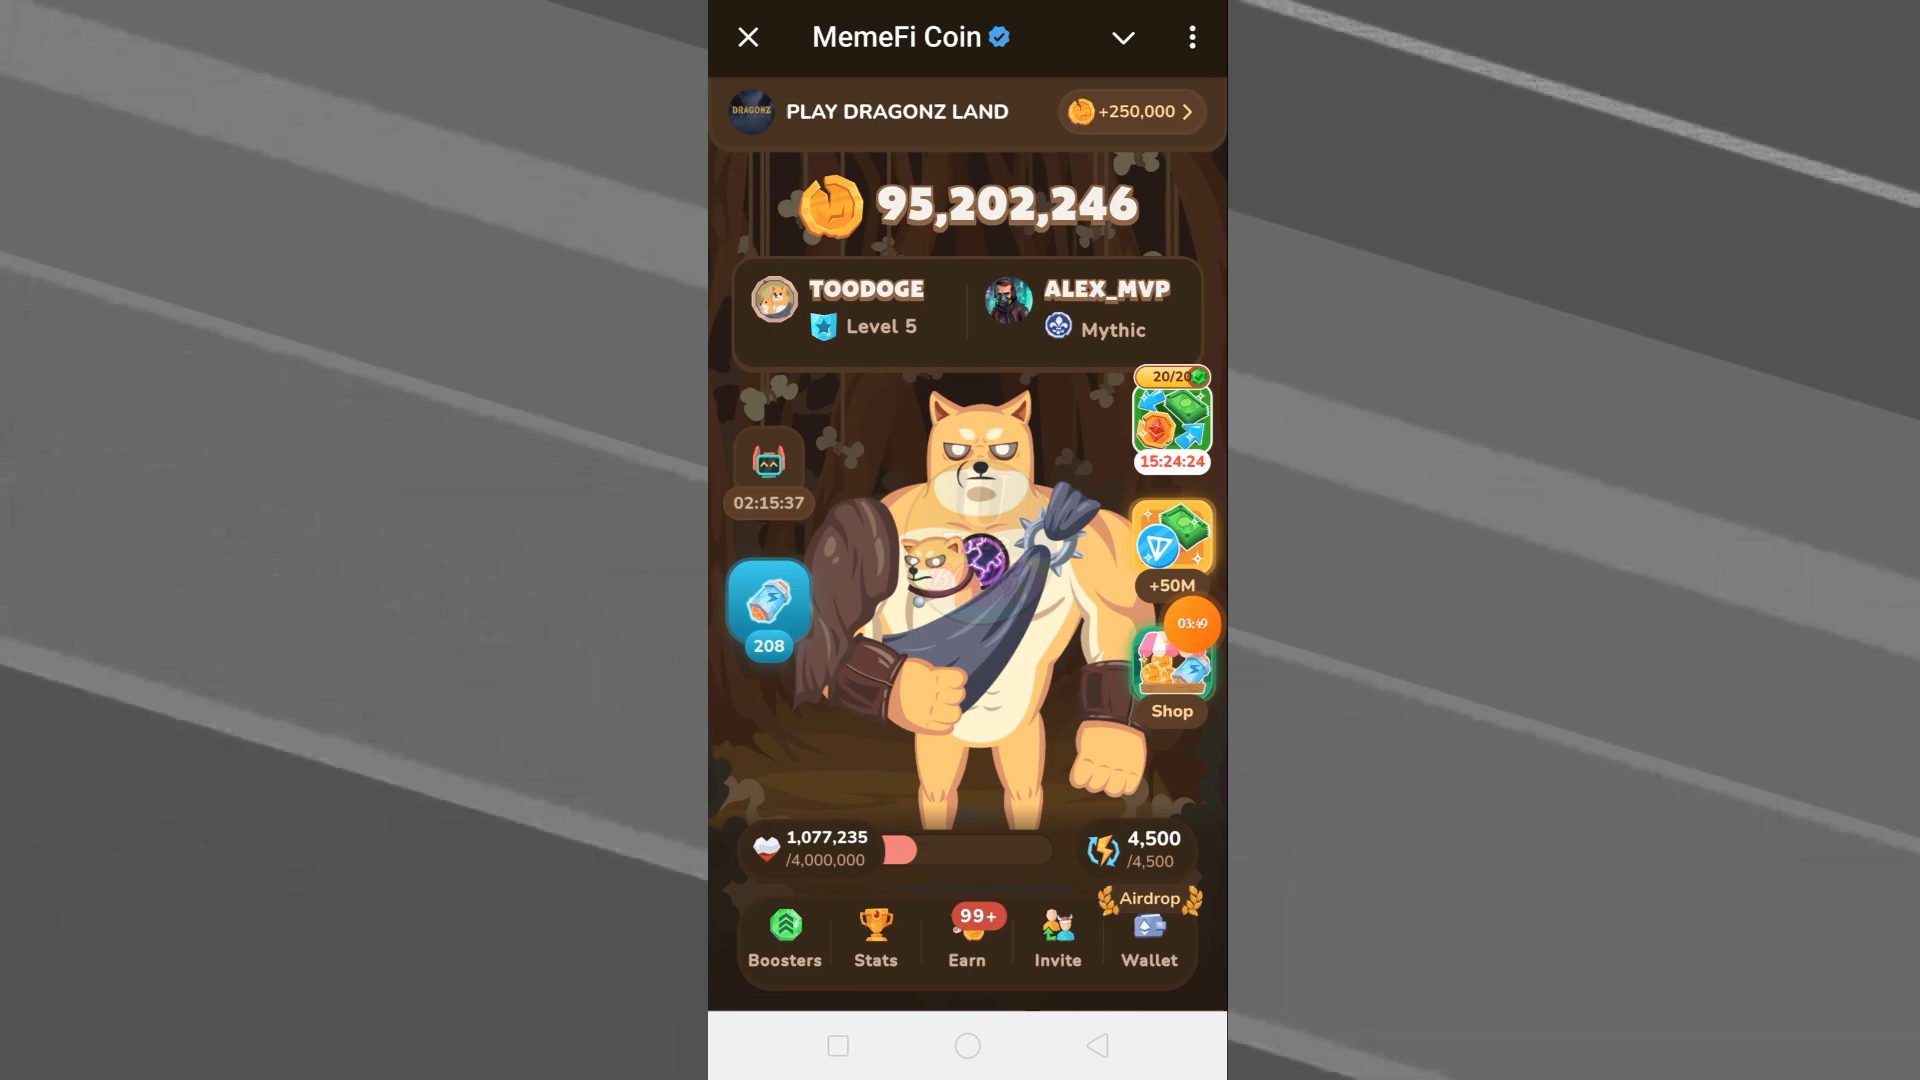 MemeFi Coin
DRAGONZ
PLAY DRAGONZ LAND
+250,000
95,202,246
TOODOGE
Level 5
ALEX_MVP
Mythic
20/20
15:24:24
02:15:37
+50M
03:49
208
Shop
1,077,235
/4,000,000
4,500
/4,500
Airdrop
99+
Boosters
Stats
Earn
Invite
Wallet